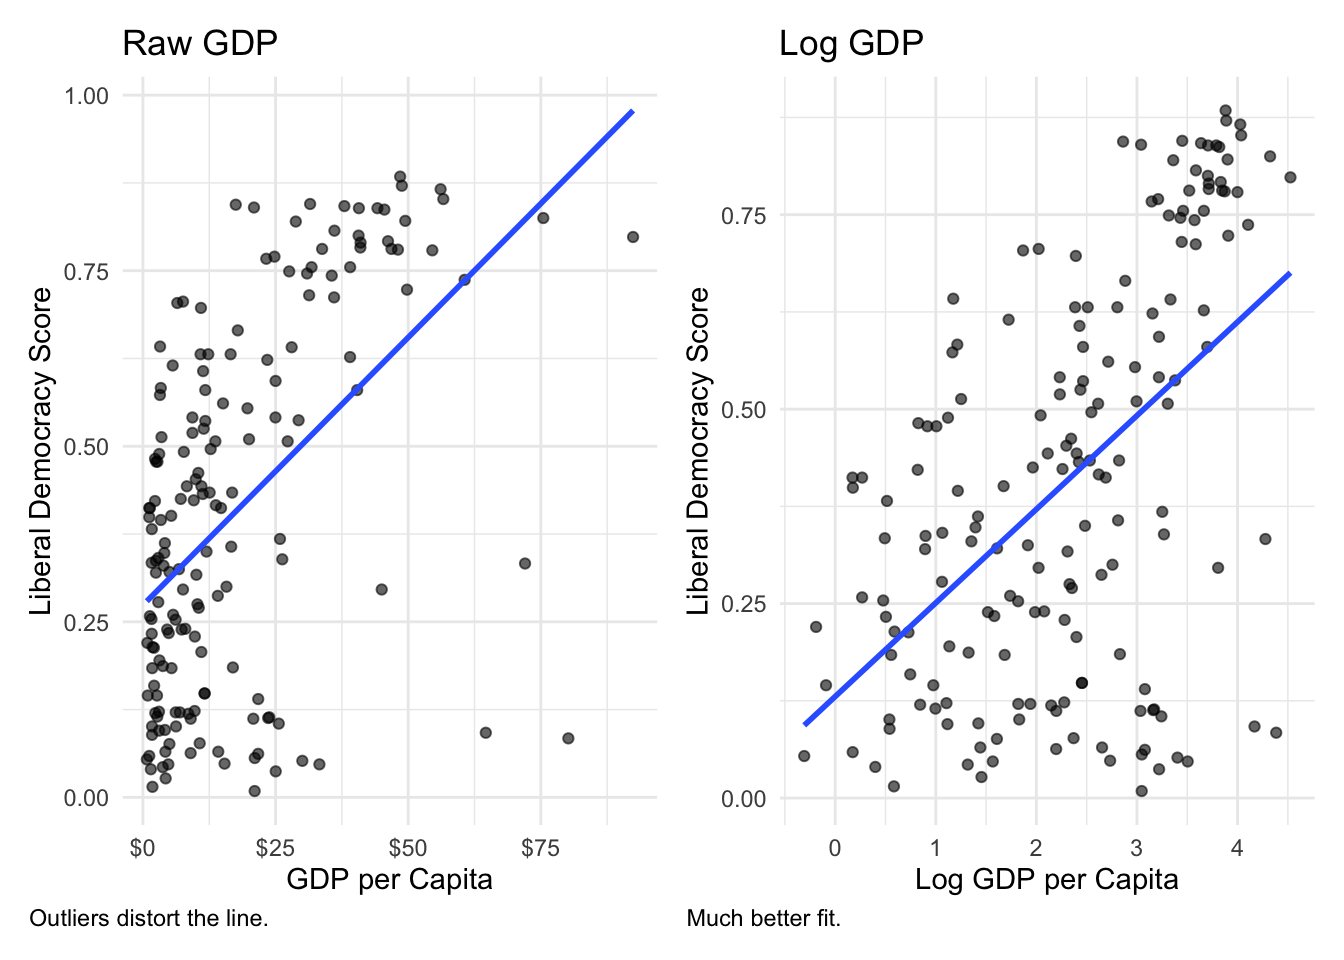 Raw GDP
Liberal Democracy Score
1.00
0.75
0.50
0.25
0.00
$0 $25 $50 $75
GDP per Capita
Outliers distort the line.
Log GDP
Liberal Democracy Score
0.75
0.50
0.25
0.00
0 1 2 3 4
Log GDP per Capita
Much better fit.